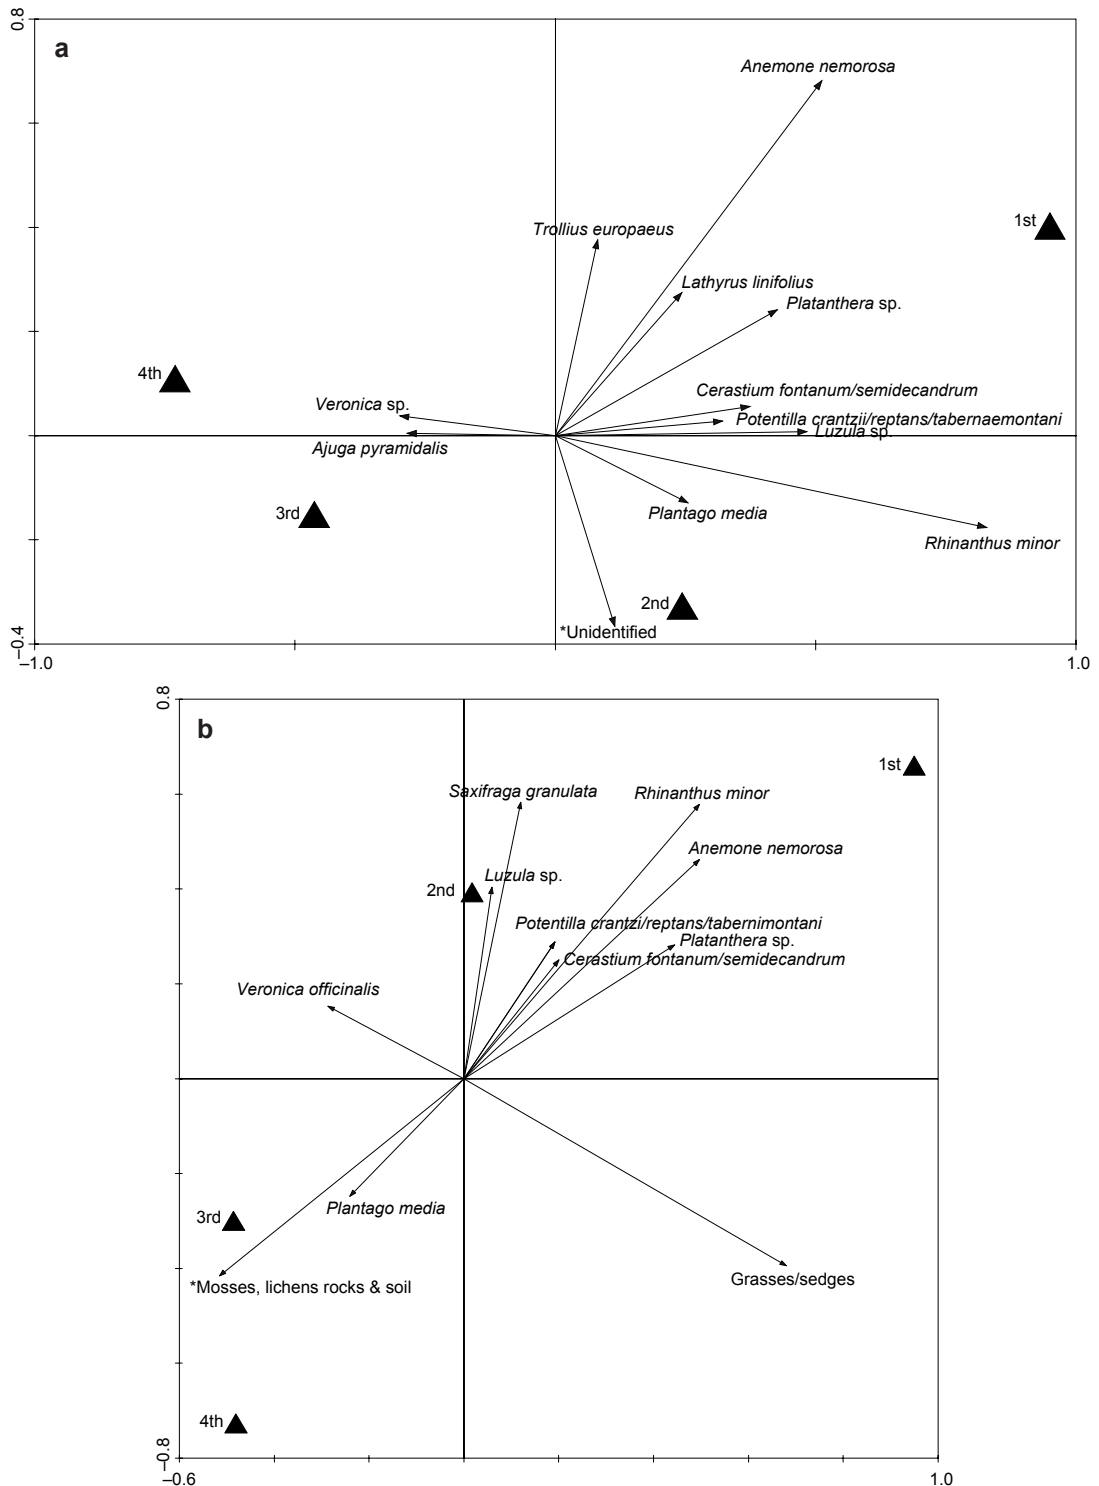 0.8
a
Anemone nemorosa
1st
Trollius europaeus
Lathyrus linifolius
Platanthera sp.
4th
Cerastium fontanum/semidecandrum
Veronica sp.
Potentilla crantzii/reptans/tabernaemontani
Luzula sp.
Ajuga pyramidalis
3rd
Plantago media
Rhinanthus minor
2nd
*Unidentified
–0.4
–1.0
1.0
0.8
b
1st
Saxifraga granulata
Rhinanthus minor
Anemone nemorosa
Luzula sp.
2nd
Potentilla crantzi/reptans/tabernimontani
Platanthera sp.
Cerastium fontanum/semidecandrum
Veronica officinalis
Plantago media
3rd
*Mosses, lichens rocks & soil
Grasses/sedges
4th
–0.8
–0.6
1.0